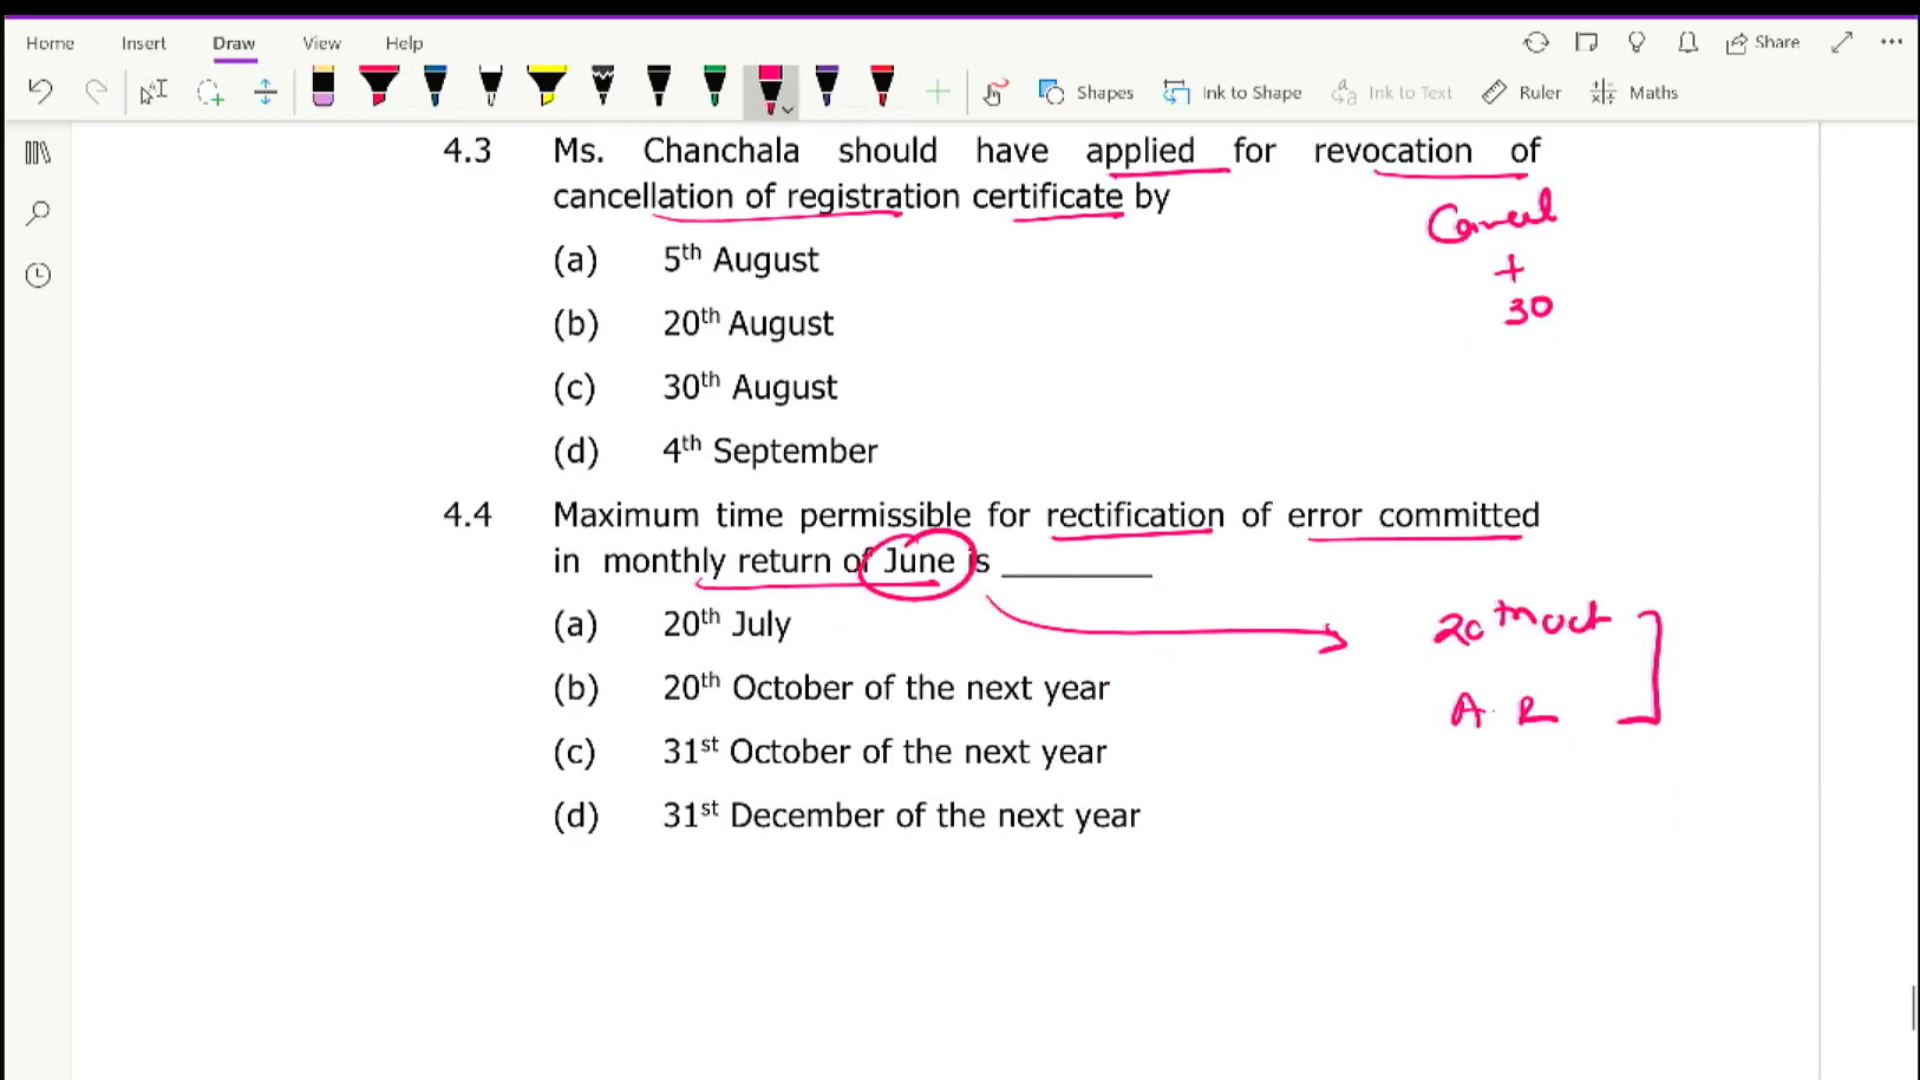 Home Insert Draw View Help Share
Shapes Ink to Shape Ink to Text Ruler Maths
4.3 Ms. Chanchala should have applied for revocation of
cancellation of registration certificate by
Cancel
+
30
(a) 5th August
(b) 20th August
(c) 30th August
(d) 4th September
4.4 Maximum time permissible for rectification of error committed
in monthly return of June is __________
(a) 20th July
20th Oct
(b) 20th October of the next year
A. R
(c) 31st October of the next year
(d) 31st December of the next year